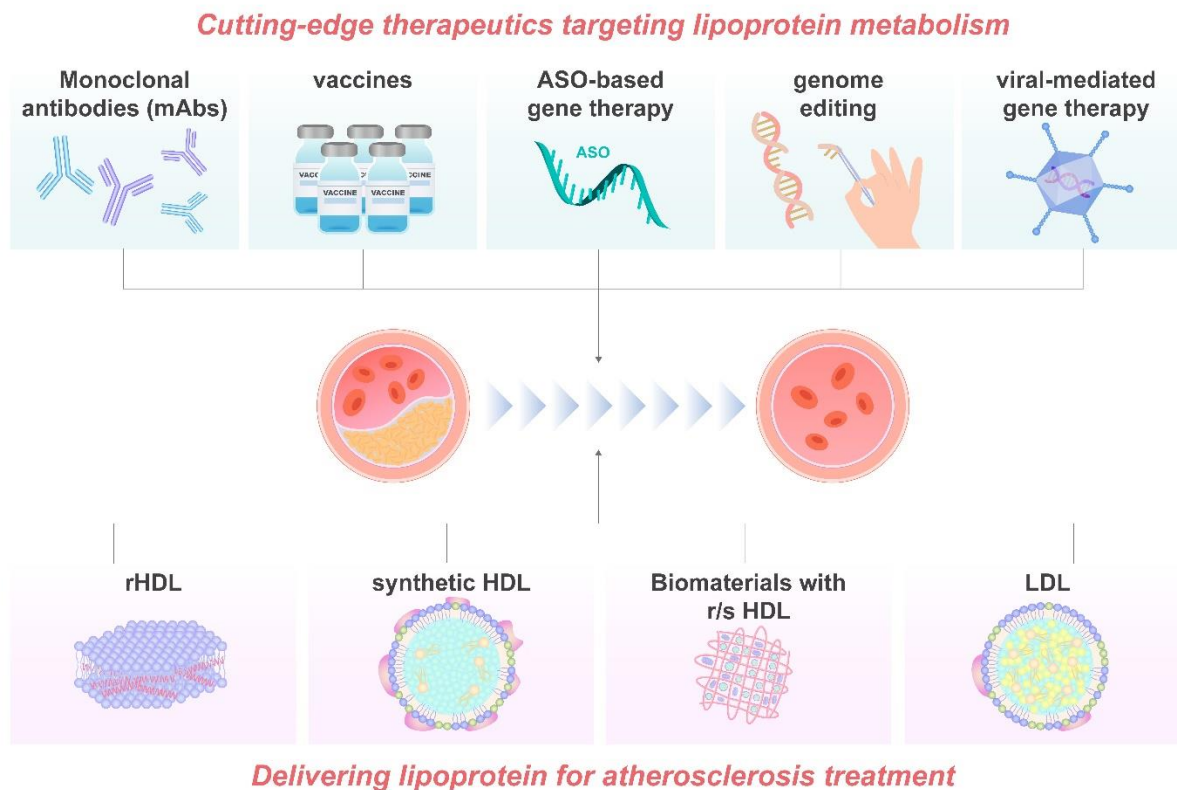 Cutting-edge therapeutics targeting lipoprotein metabolism
Monoclonal
antibodies (mAbs)
vaccines
VACCINE
VACCINE
VACCINE
VACCINE
ASO-based
gene therapy
ASO
genome
editing
viral-mediated
gene therapy
rHDL
synthetic HDL
Biomaterials with
r/s HDL
LDL
Delivering lipoprotein for atherosclerosis treatment